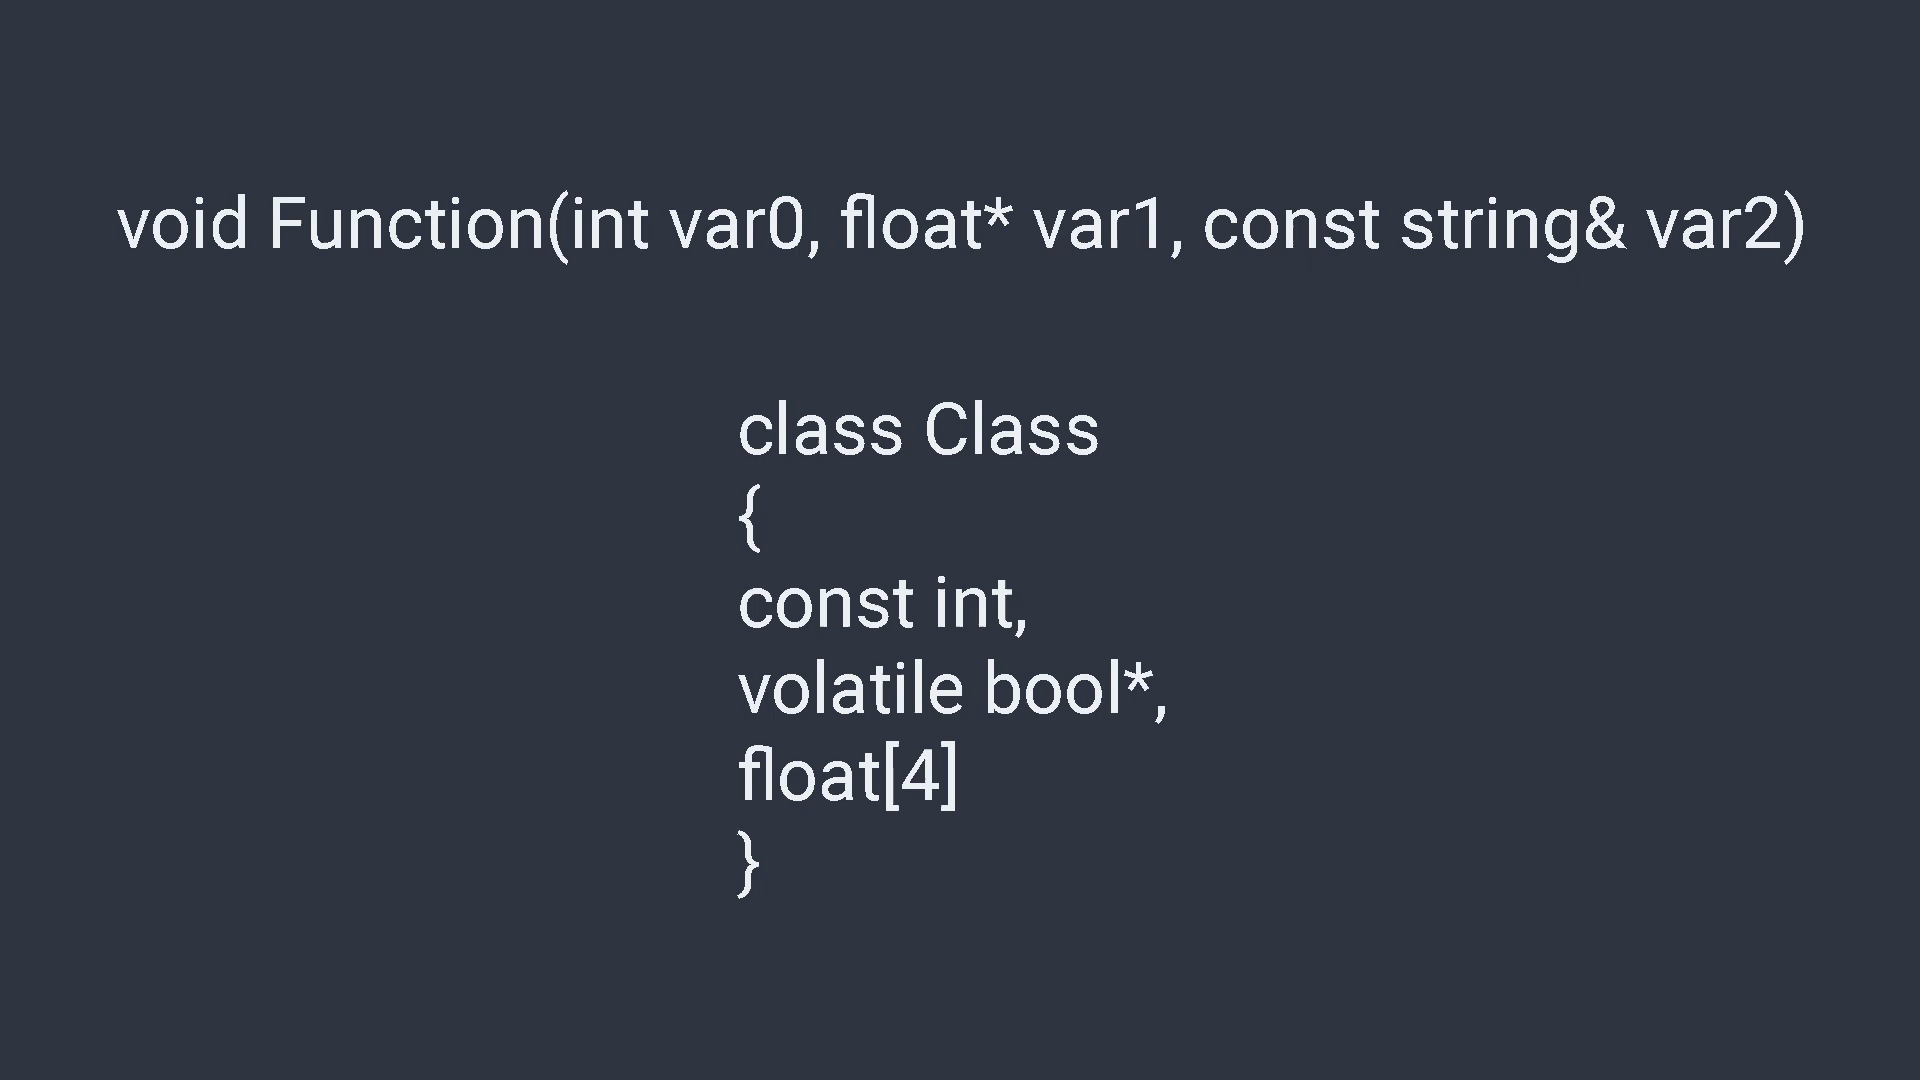 void Function(int var0, float* var1, const string& var2)
class Class
{
const int,
volatile bool*,
float[4]
}